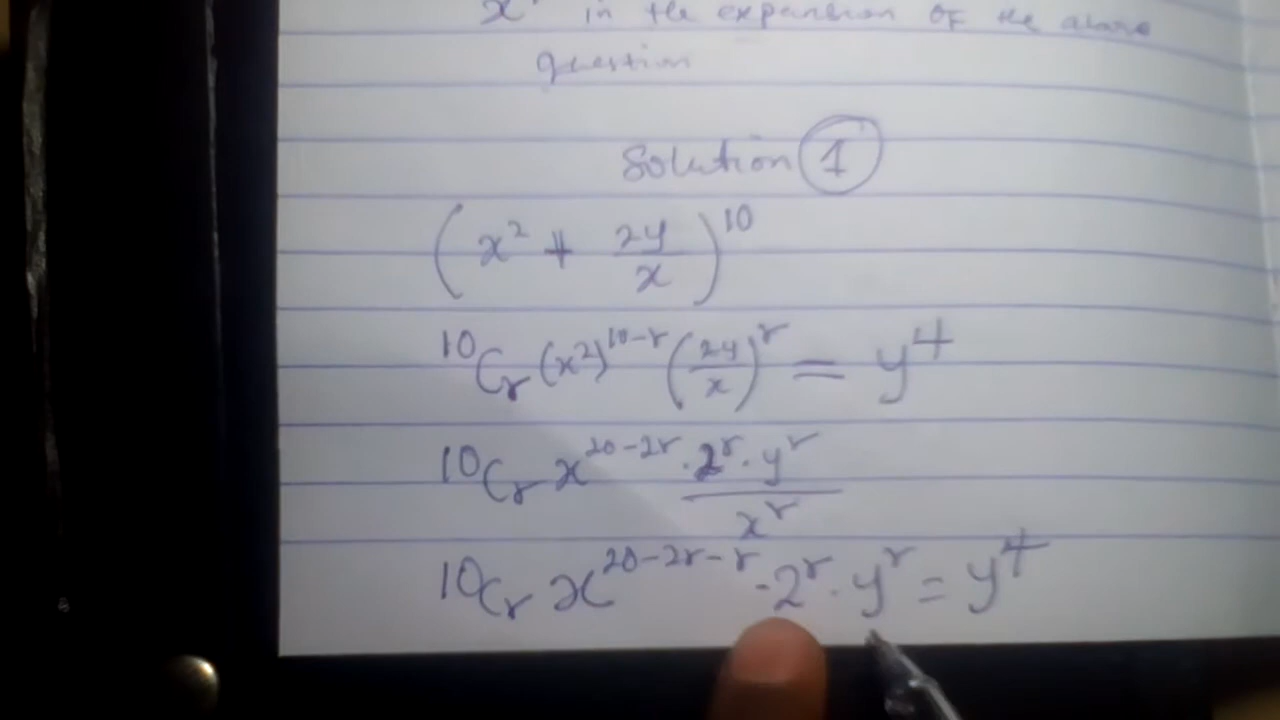 x in the expansion of the above
question
Solution 1
(x² + 2y/x)¹⁰
¹⁰Cᵣ (x²)¹⁰⁻ʳ (2y/x)ʳ = y⁴
¹⁰Cᵣ x²⁰⁻²ʳ · 2ʳ · yʳ / xʳ
¹⁰Cᵣ x²⁰⁻²ʳ⁻ʳ · 2ʳ · yʳ = y⁴